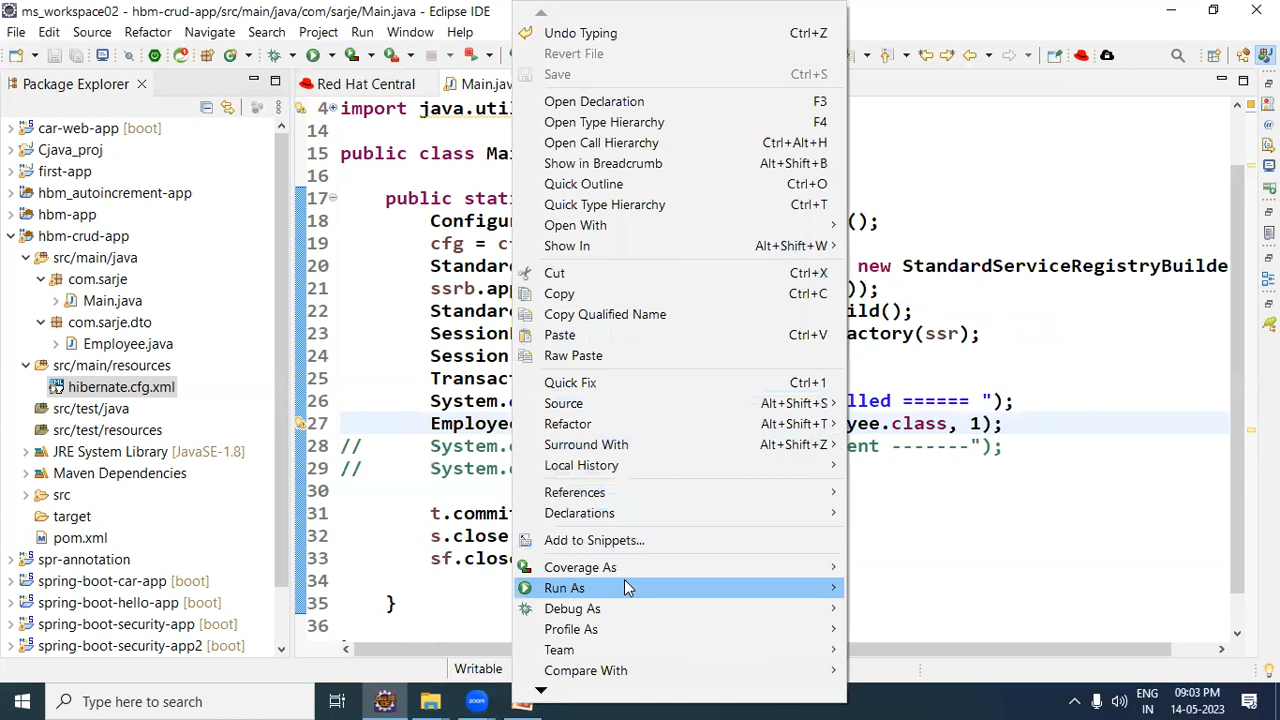 ms_workspace02 - hbm-crud-app/src/main/java/com/sarje/Main.java - Eclipse IDE
File Edit Source Refactor Navigate Search Project Run Window Help
Package Explorer
Red Hat Central
Main.java
car-web-app [boot]
Cjava_proj
first-app
hbm_autoincrement-app
hbm-app
hbm-crud-app
src/main/java
com.sarje
Main.java
com.sarje.dto
Employee.java
src/main/resources
hibernate.cfg.xml
src/test/java
src/test/resources
JRE System Library [JavaSE-1.8]
Maven Dependencies
src
target
pom.xml
spr-annotation
spring-boot-car-app [boot]
spring-boot-hello-app [boot]
spring-boot-security-app [boot]
spring-boot-security-app2 [boot]
4 import java.uti
14
15 public class Ma
16
17 public stati
18 Configu ();
19 cfg = c
20 Standar new StandardServiceRegistryBuilde
21 ssrb.ap ));
22 Standar ild();
23 Session actory(ssr);
24 Session
25 Transac
26 System. lled ====== ");
27 Employe yee.class, 1);
28 // System. ent -------");
29 // System.
30
31 t.commi
32 s.close
33 sf.clos
35 }
36
Undo Typing Ctrl+Z
Revert File
Save Ctrl+S
Open Declaration F3
Open Type Hierarchy F4
Open Call Hierarchy Ctrl+Alt+H
Show in Breadcrumb Alt+Shift+B
Quick Outline Ctrl+O
Quick Type Hierarchy Ctrl+T
Open With
Show In Alt+Shift+W
Cut Ctrl+X
Copy Ctrl+C
Copy Qualified Name
Paste Ctrl+V
Raw Paste
Quick Fix Ctrl+1
Source Alt+Shift+S
Refactor Alt+Shift+T
Surround With Alt+Shift+Z
Local History
References
Declarations
Add to Snippets...
Coverage As
Run As
Debug As
Profile As
Team
Compare With
Writable
Type here to search
ENG
IN
09:03 PM
14-05-2023